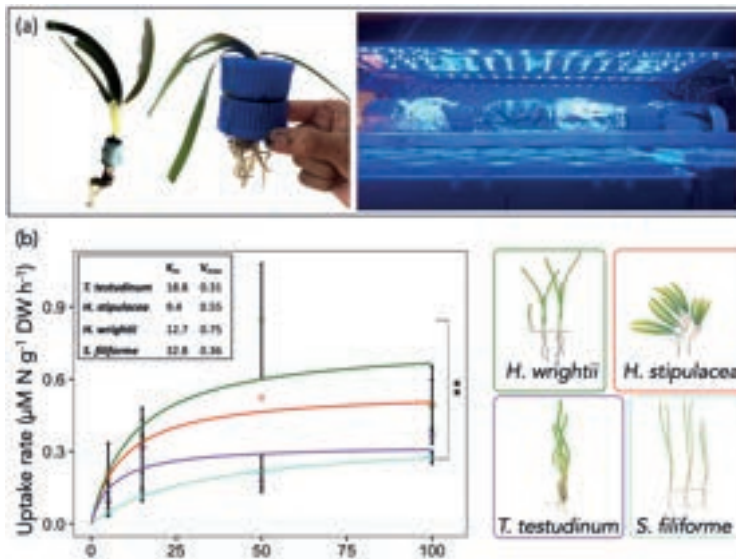 (a)
(b)
Uptake rate (µM N g⁻¹ DW h⁻¹)
0.9
0.6
0.3
0.0
0 25 50 75 100
Kₘ Vₘₐₓ
T. testudinum 0.31
H. stipulacea 9.4 0.55
H. wrightii 12.7 0.75
S. filiforme 32.8 0.36
**
H. wrightii
H. stipulacea
T. testudinum
S. filiforme